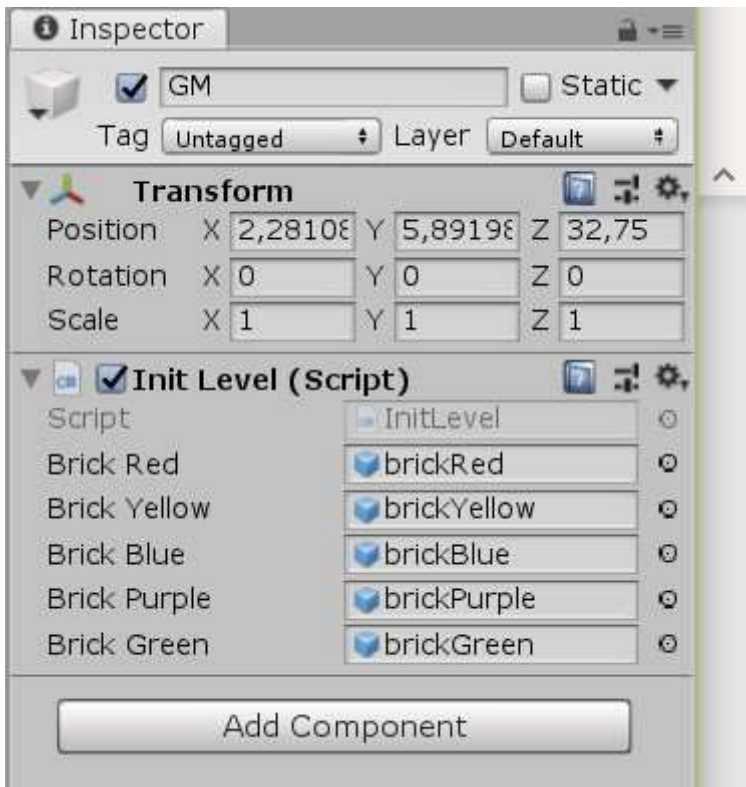 Inspector
GM Static
Tag Untagged Layer Default
Transform
Position X 2,28108 Y 5,89198 Z 32,75
Rotation X 0 Y 0 Z 0
Scale X 1 Y 1 Z 1
Init Level (Script)
Script InitLevel
Brick Red brickRed
Brick Yellow brickYellow
Brick Blue brickBlue
Brick Purple brickPurple
Brick Green brickGreen
Add Component